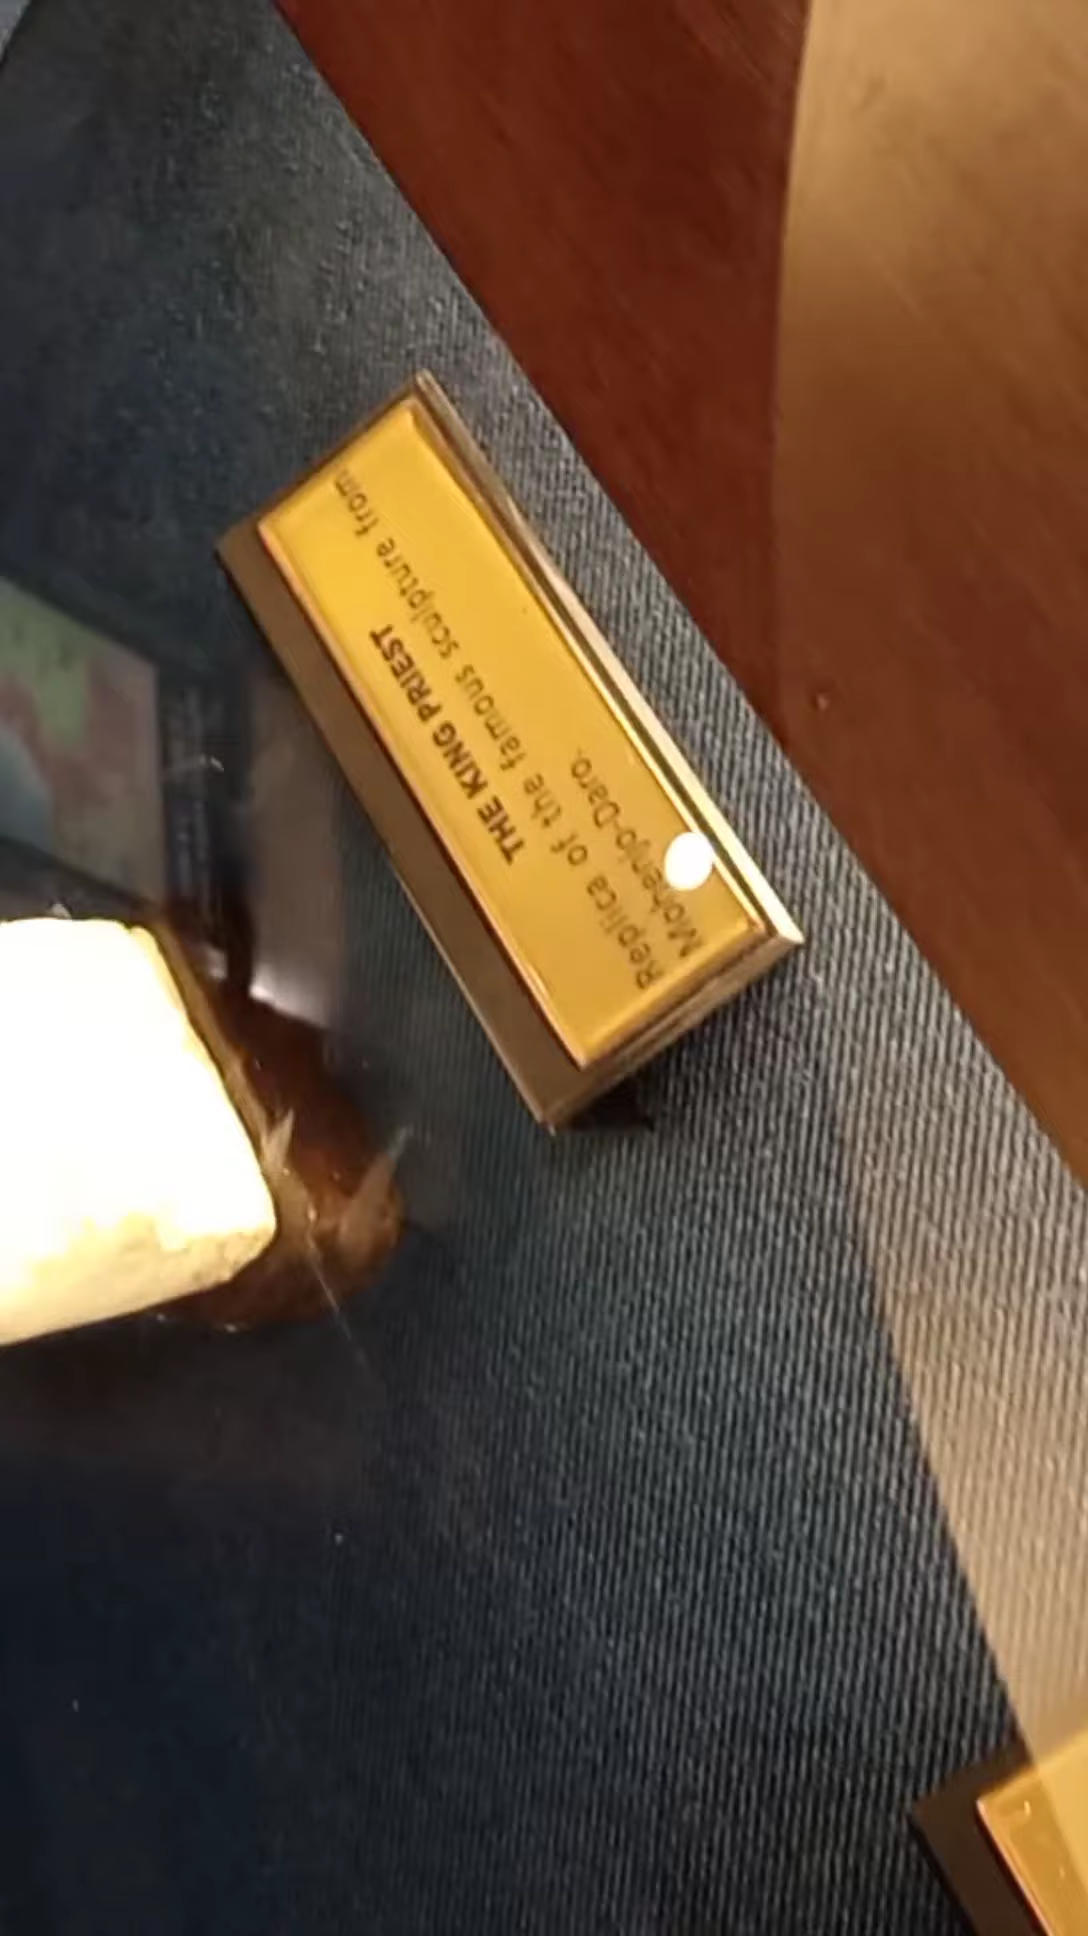 THE KING PRIEST
Replica of the famous sculpture from
Mohenjo-Daro.